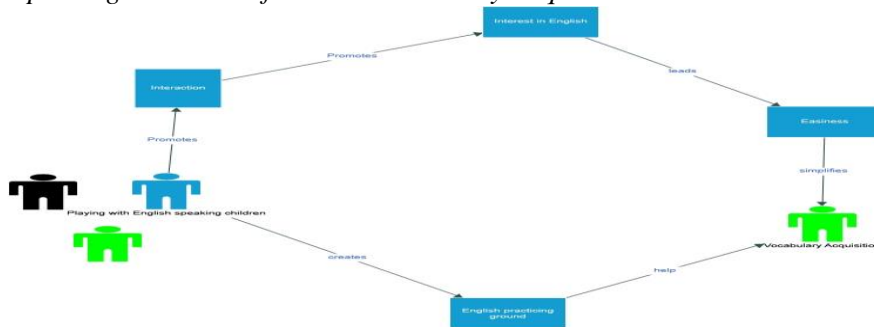 Interest in English
Promotes
leads
Interaction
Easiness
Promotes
simplifies
Playing with English speaking children
Vocabulary Acquisition
creates
help
English practicing
ground